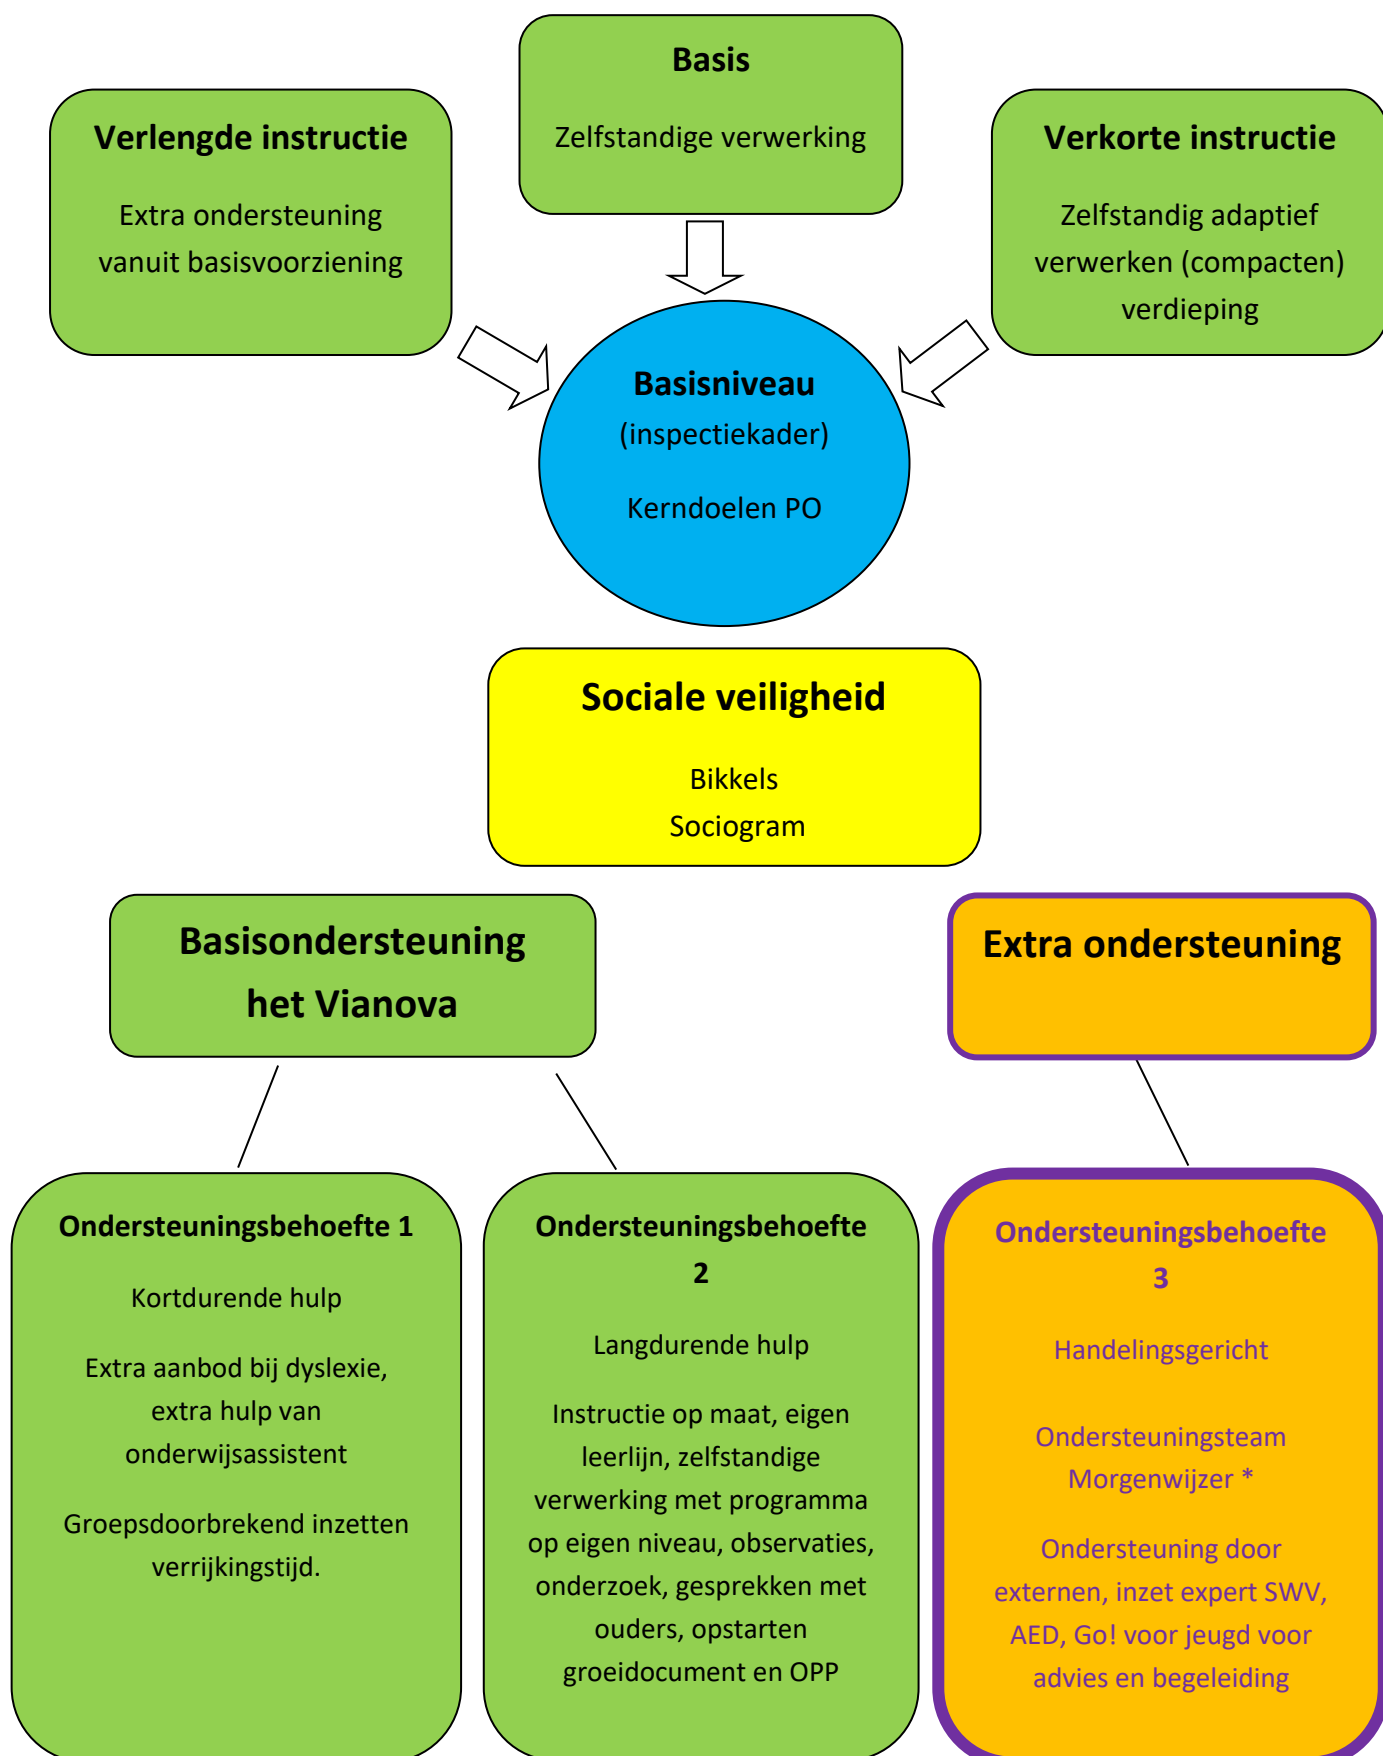 Basis
Zelfstandige verwerking
Verlengde instructie
Extra ondersteuning
vanuit basisvoorziening
Verkorte instructie
Zelfstandig adaptief
verwerken (compacten)
verdieping
Basisniveau
(inspectiekader)
Kerndoelen PO
Sociale veiligheid
Bikkels
Sociogram
Basisondersteuning
het Vianova
Extra ondersteuning
Ondersteuningsbehoefte 1
Kortdurende hulp
Extra aanbod bij dyslexie,
extra hulp van
onderwijsassistent
Groepsdoorbrekend inzetten
verrijkingstijd.
Ondersteuningsbehoefte
2
Langdurende hulp
Instructie op maat, eigen
leerlijn, zelfstandige
verwerking met programma
op eigen niveau, observaties,
onderzoek, gesprekken met
ouders, opstarten
groeidocument en OPP
Ondersteuningsbehoefte
3
Handelingsgericht
Ondersteuningsteam
Morgenwijzer *
Ondersteuning door
externen, inzet expert SWV,
AED, Go! voor jeugd voor
advies en begeleiding